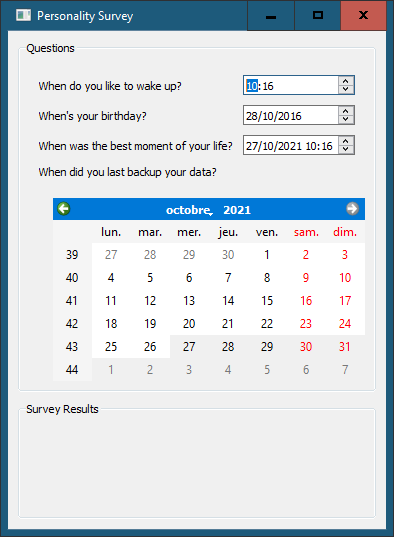 Personality Survey
Questions
When do you like to wake up? 10:16
When's your birthday? 28/10/2016
When was the best moment of your life? 27/10/2021 10:16
When did you last backup your data?
octobre, 2021
lun. mar. mer. jeu. ven. sam. dim.
39 27 28 29 30 1 2 3
40 4 5 6 7 8 9 10
41 11 12 13 14 15 16 17
42 18 19 20 21 22 23 24
43 25 26 27 28 29 30 31
44 1 2 3 4 5 6 7
Survey Results